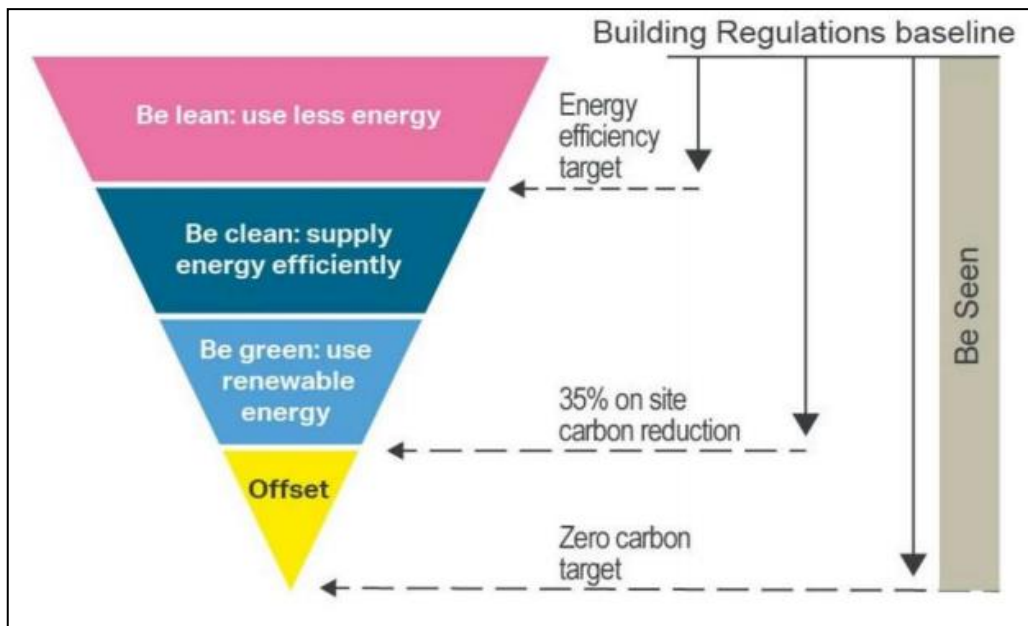 Building Regulations baseline
Be lean: use less energy
Energy
efficiency
target
Be clean: supply
energy efficiently
Be green: use
renewable
energy
35% on site
carbon reduction
Offset
Zero carbon
target
Be Seen